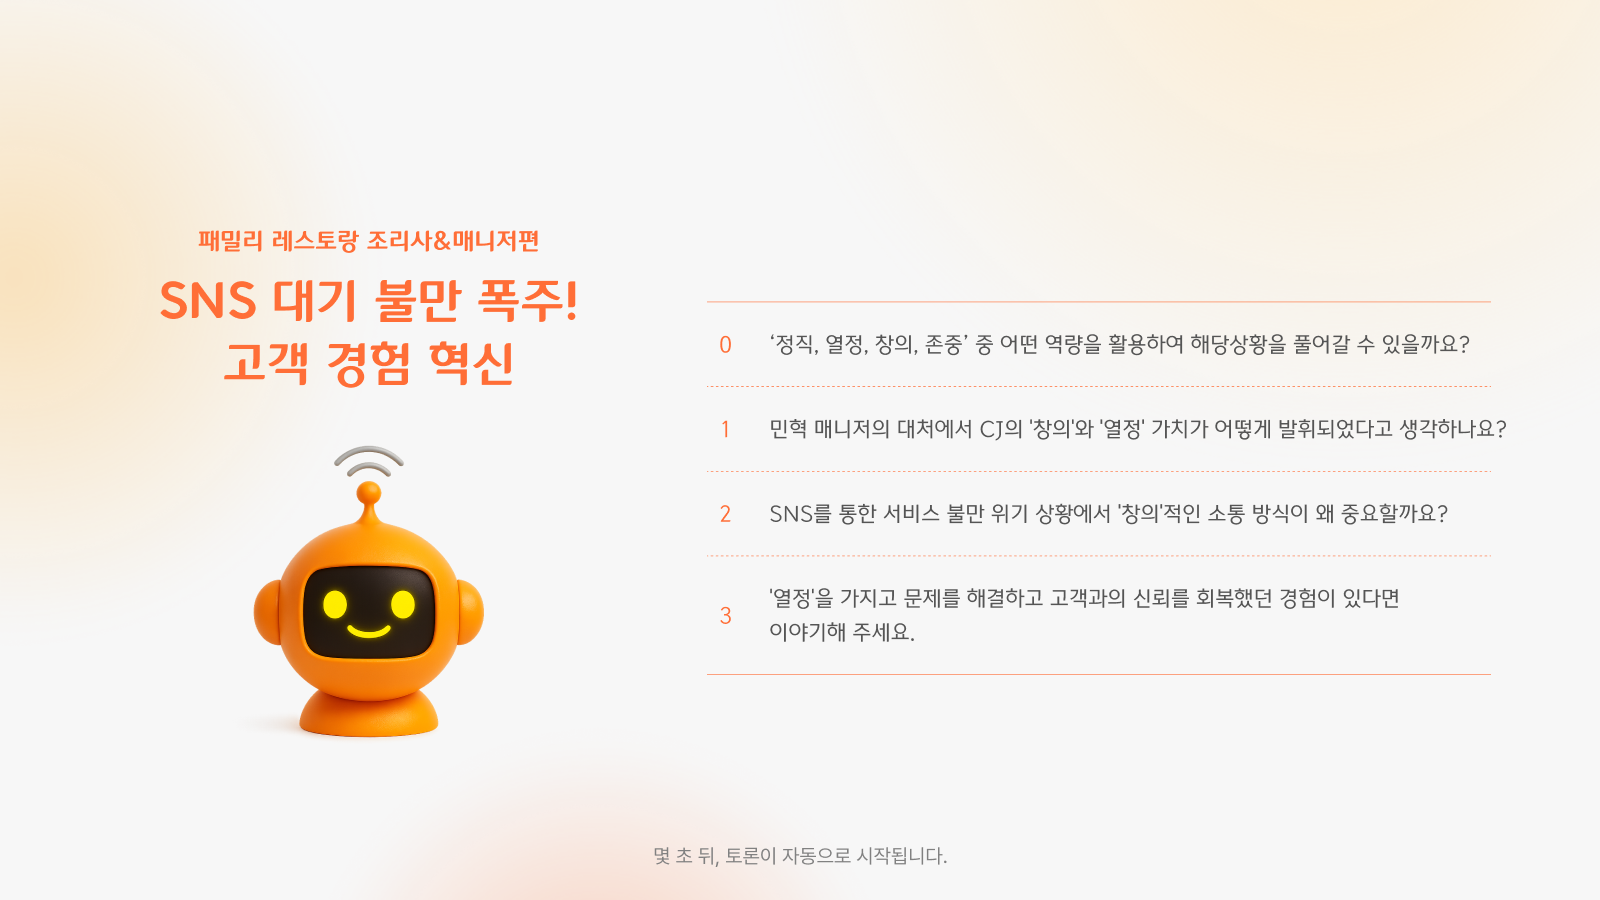 패밀리 레스토랑 조리사&매니저편
SNS 대기 불만 폭주!
고객 경험 혁신
0 ‘정직, 열정, 창의, 존중’ 중 어떤 역량을 활용하여 해당상황을 풀어갈 수 있을까요?
1 민혁 매니저의 대처에서 CJ의 '창의'와 '열정' 가치가 어떻게 발휘되었다고 생각하나요?
2 SNS를 통한 서비스 불만 위기 상황에서 '창의'적인 소통 방식이 왜 중요할까요?
3 '열정'을 가지고 문제를 해결하고 고객과의 신뢰를 회복했던 경험이 있다면
이야기해 주세요.
몇 초 뒤, 토론이 자동으로 시작됩니다.